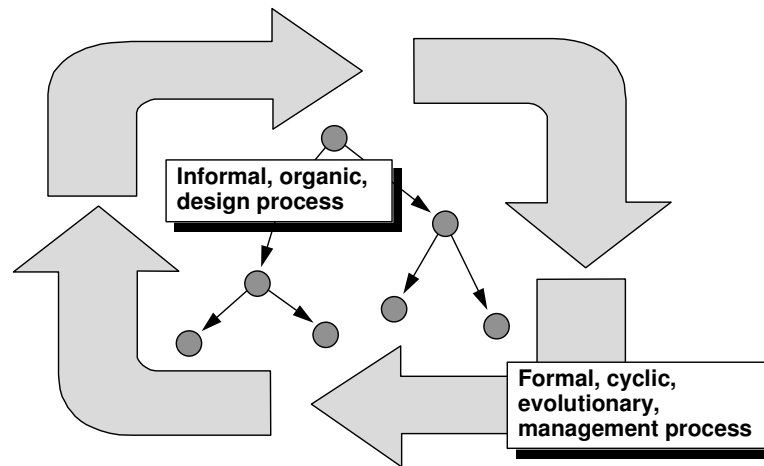 Informal, organic,
design process
Formal, cyclic,
evolutionary,
management process